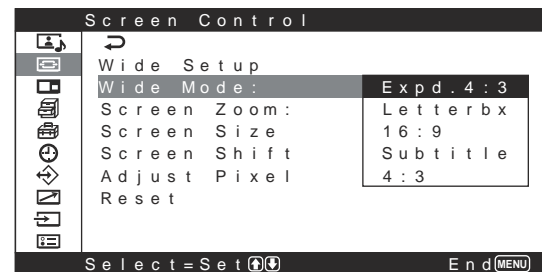 Screen Control
Wide Setup
Wide Mode: Expd.4:3
Screen Zoom: Letterbx
Screen Size 16:9
Screen Shift Subtitle
Adjust Pixel 4:3
Reset
Select=Set End MENU